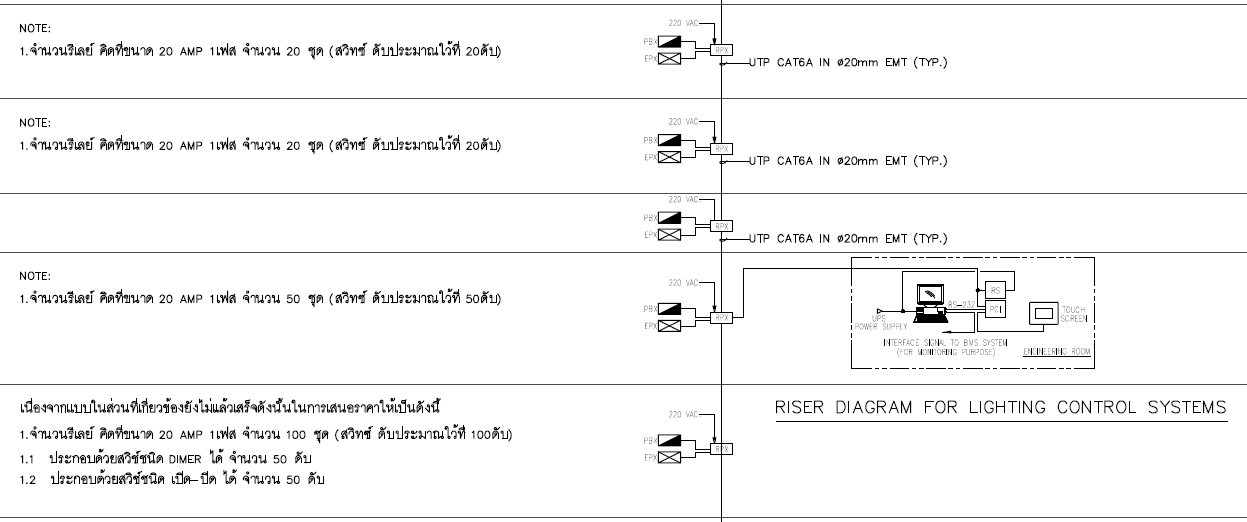 NOTE:
1.จำนวนรีเลย์ คิดที่ขนาด 20 AMP 1เฟส จำนวน 20 ชุด (สวิทซ์ ดับประมาณใว้ที่ 20ดับ)
220 VAC
PBX
EPX
RPX
UTP CAT6A IN ø20mm EMT (TYP.)
NOTE:
1.จำนวนรีเลย์ คิดที่ขนาด 20 AMP 1เฟส จำนวน 20 ชุด (สวิทซ์ ดับประมาณใว้ที่ 20ดับ)
220 VAC
PBX
EPX
RPX
UTP CAT6A IN ø20mm EMT (TYP.)
220 VAC
PBX
EPX
RPX
UTP CAT6A IN ø20mm EMT (TYP.)
NOTE:
1.จำนวนรีเลย์ คิดที่ขนาด 20 AMP 1เฟส จำนวน 50 ชุด (สวิทซ์ ดับประมาณใว้ที่ 50ดับ)
220 VAC
PBX
EPX
RPX
UPS
POWER SUPPLY
RS-232
RS
PCI
TOUCH
SCREEN
INTERFACE SIGNAL TO BMS SYSTEM
(FOR MONITORING PURPOSE)
ENGINEERING ROOM
เนื่องจากแบบในส่วนที่เกี่ยวข้องยังไม่แล้วเสร็จดังนั้นในการเสนอราคาให้เป็นดังนี้
1.จำนวนรีเลย์ คิดที่ขนาด 20 AMP 1เฟส จำนวน 100 ชุด (สวิทซ์ ดับประมาณใว้ที่ 100ดับ)
1.1 ประกอบด้วยสวิช์ชนิด DIMER ได้ จำนวน 50 ดับ
1.2 ประกอบด้วยสวิช์ชนิด เปิด-ปิด ได้ จำนวน 50 ดับ
220 VAC
PBX
EPX
RPX
RISER DIAGRAM FOR LIGHTING CONTROL SYSTEMS